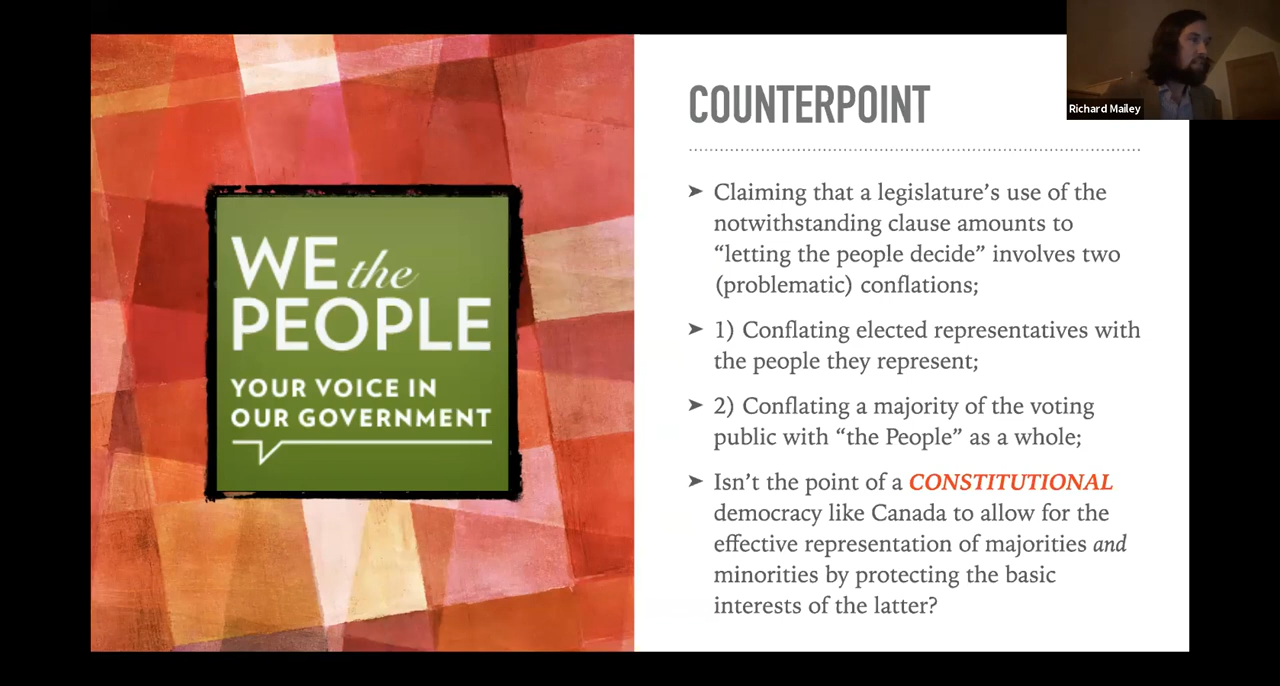 WE the
PEOPLE
YOUR VOICE IN
OUR GOVERNMENT
COUNTERPOINT
➤ Claiming that a legislature’s use of the
notwithstanding clause amounts to
“letting the people decide” involves two
(problematic) conflations;
➤ 1) Conflating elected representatives with
the people they represent;
➤ 2) Conflating a majority of the voting
public with “the People” as a whole;
➤ Isn’t the point of a CONSTITUTIONAL
democracy like Canada to allow for the
effective representation of majorities and
minorities by protecting the basic
interests of the latter?
Richard Mailey